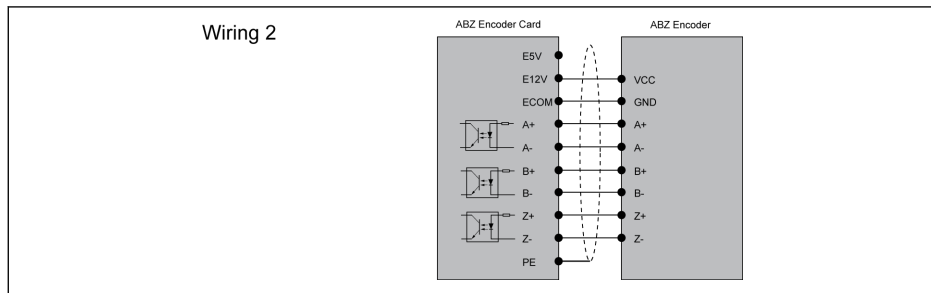 Wiring 2
ABZ Encoder Card
ABZ Encoder
E5V
E12V
VCC
ECOM
GND
A+
A+
A-
A-
B+
B+
B-
B-
Z+
Z+
Z-
Z-
PE